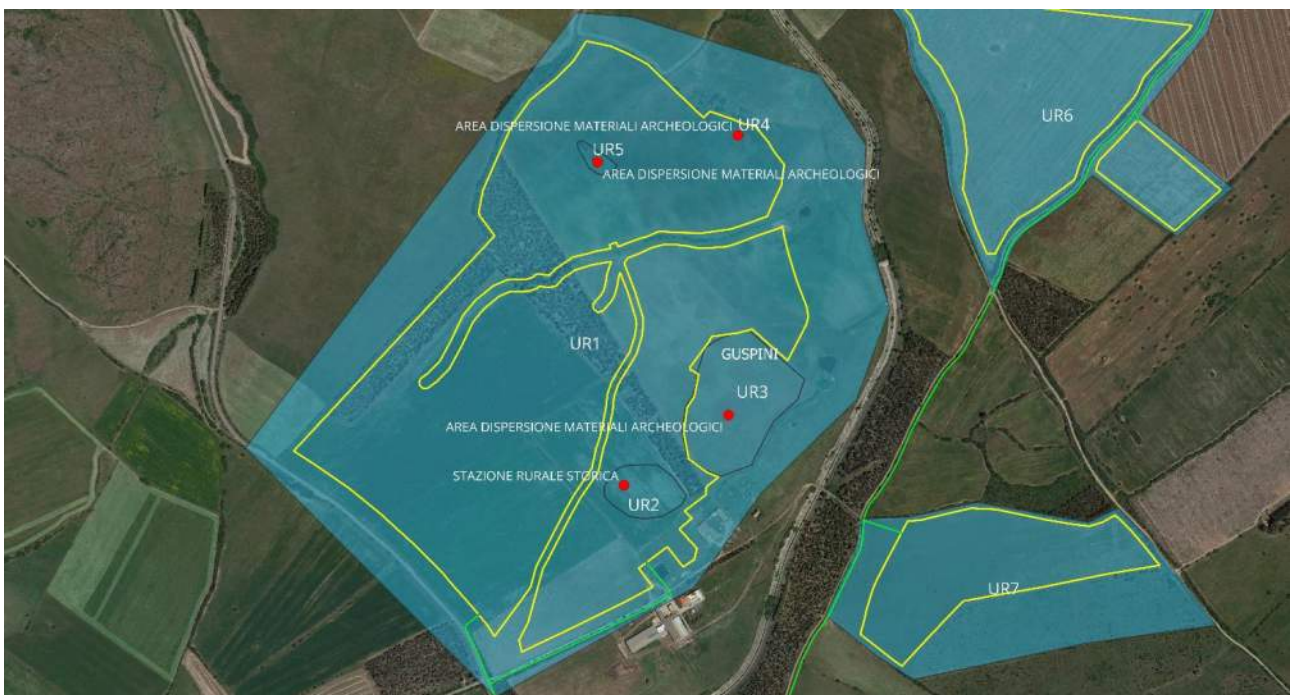 UR6
AREA DISPERSIONE MATERIALI ARCHEOLOGICI
UR4
UR5
AREA DISPERSIONE MATERIALI ARCHEOLOGICI
UR1
GUSPINI
UR3
AREA DISPERSIONE MATERIALI ARCHEOLOGICI
STAZIONE RURALE STORICA
UR2
UR7